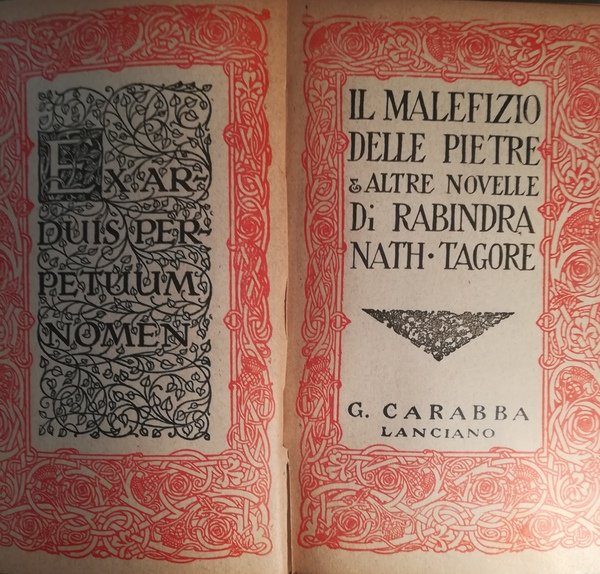 EX AR-
DUIS PER-
PETUUM
NOMEN
IL MALEFIZIO
DELLE PIETRE
& ALTRE NOVELLE
Di RABINDRA
NATH · TAGORE
G. CARABBA
LANCIANO